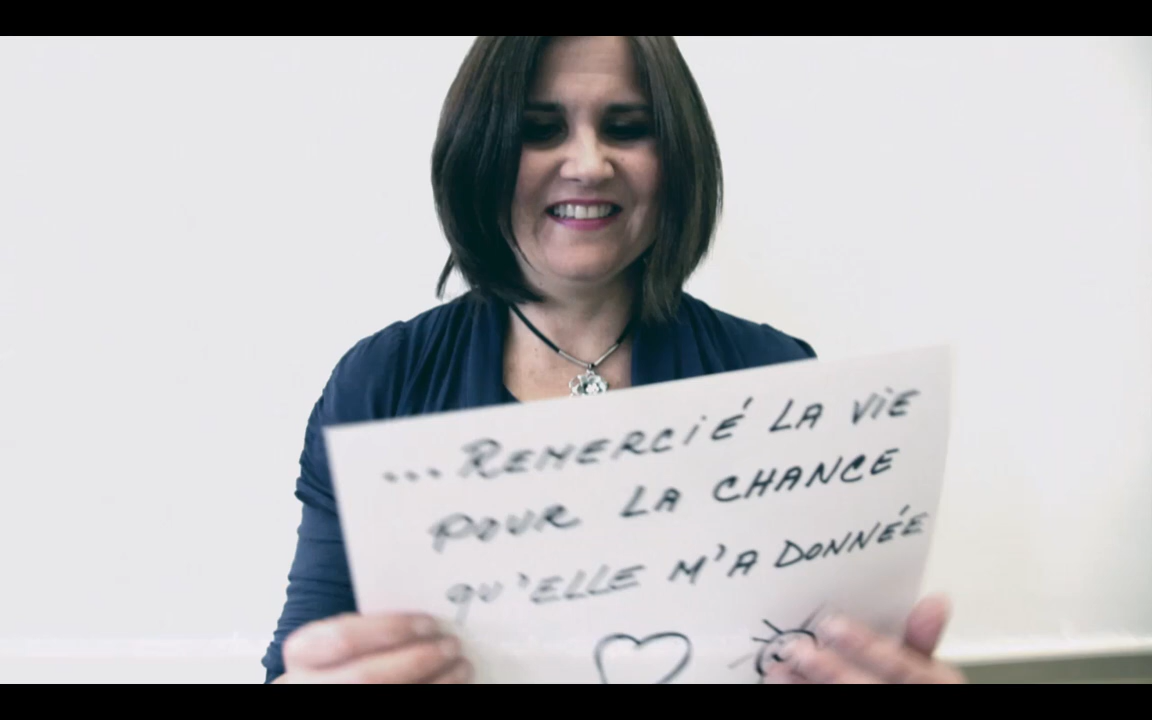 ... REMERCIÉ LA VIE
POUR LA CHANCE
QU'ELLE M'A DONNÉE